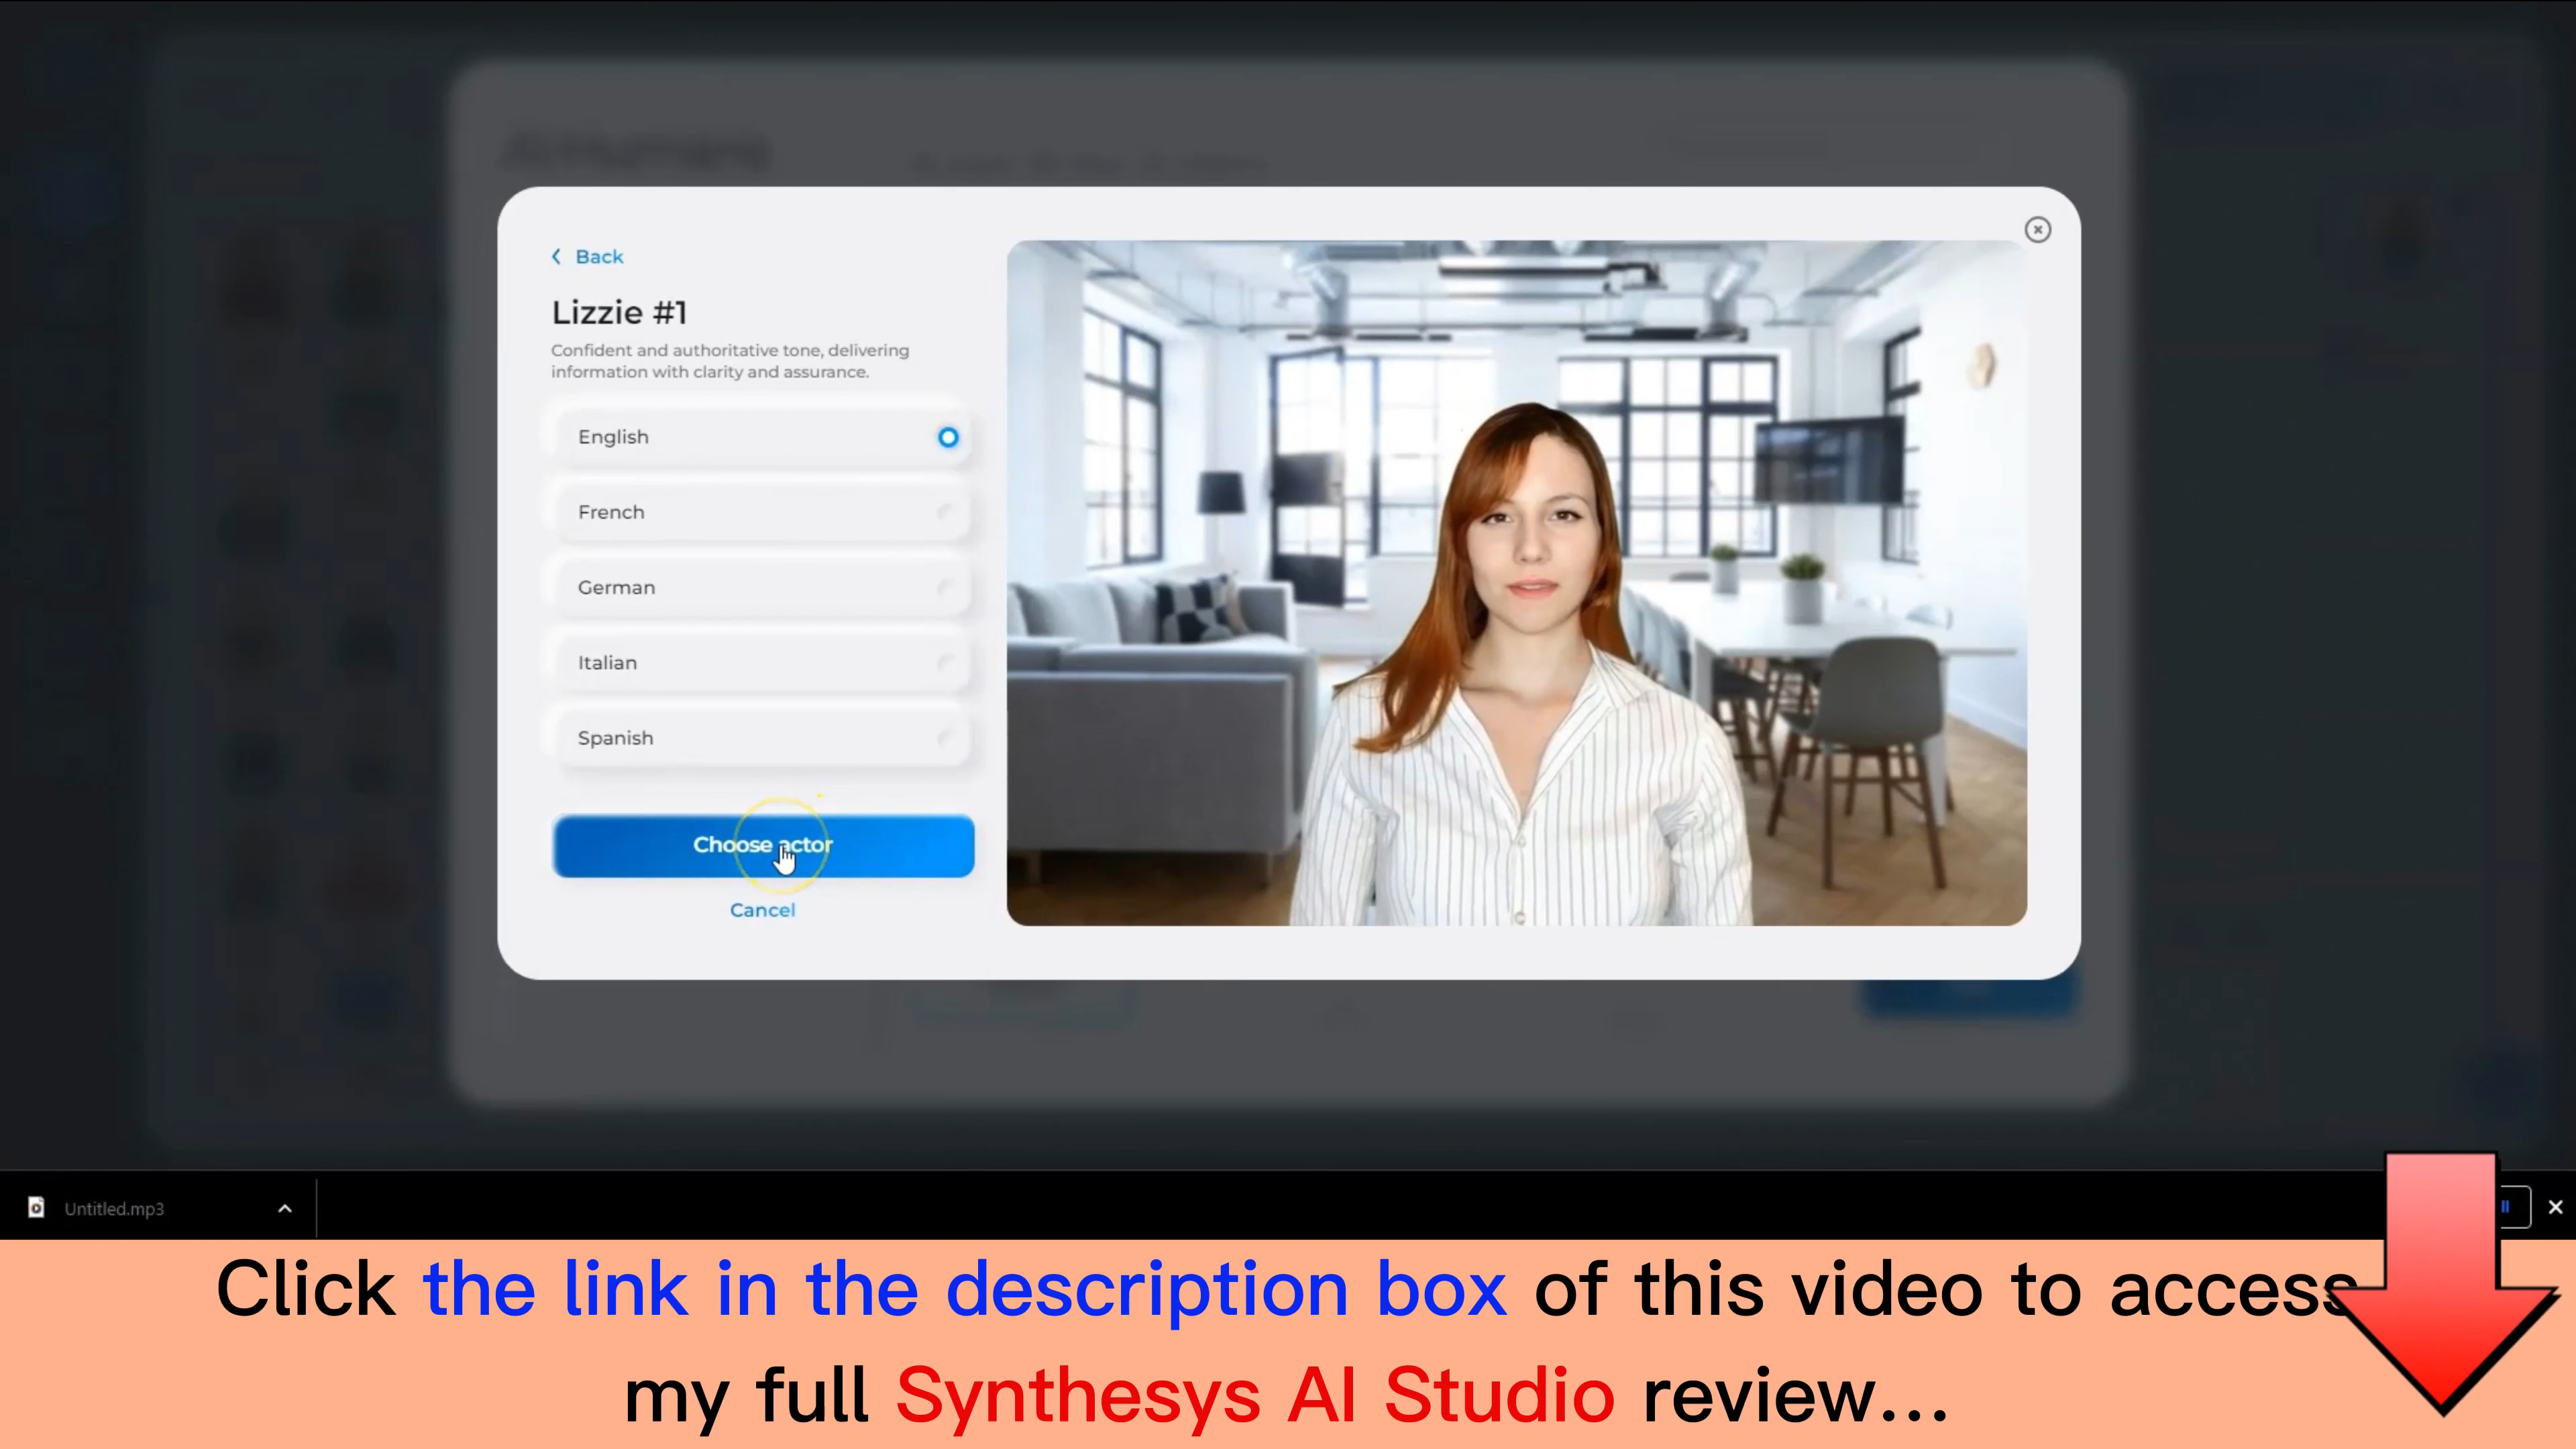 Back
Lizzie #1
Confident and authoritative tone, delivering
information with clarity and assurance.
English
French
German
Italian
Spanish
Choose actor
Cancel
Untitled.mp3
Click the link in the description box of this video to access
my full Synthesys AI Studio review...